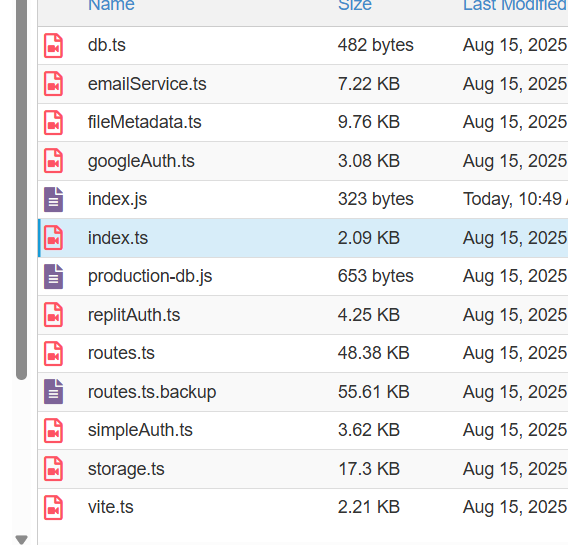 Name Size Last Modified
db.ts 482 bytes Aug 15, 2025
emailService.ts 7.22 KB Aug 15, 2025
fileMetadata.ts 9.76 KB Aug 15, 2025
googleAuth.ts 3.08 KB Aug 15, 2025
index.js 323 bytes Today, 10:49
index.ts 2.09 KB Aug 15, 2025
production-db.js 653 bytes Aug 15, 2025
replitAuth.ts 4.25 KB Aug 15, 2025
routes.ts 48.38 KB Aug 15, 2025
routes.ts.backup 55.61 KB Aug 15, 2025
simpleAuth.ts 3.62 KB Aug 15, 2025
storage.ts 17.3 KB Aug 15, 2025
vite.ts 2.21 KB Aug 15, 2025